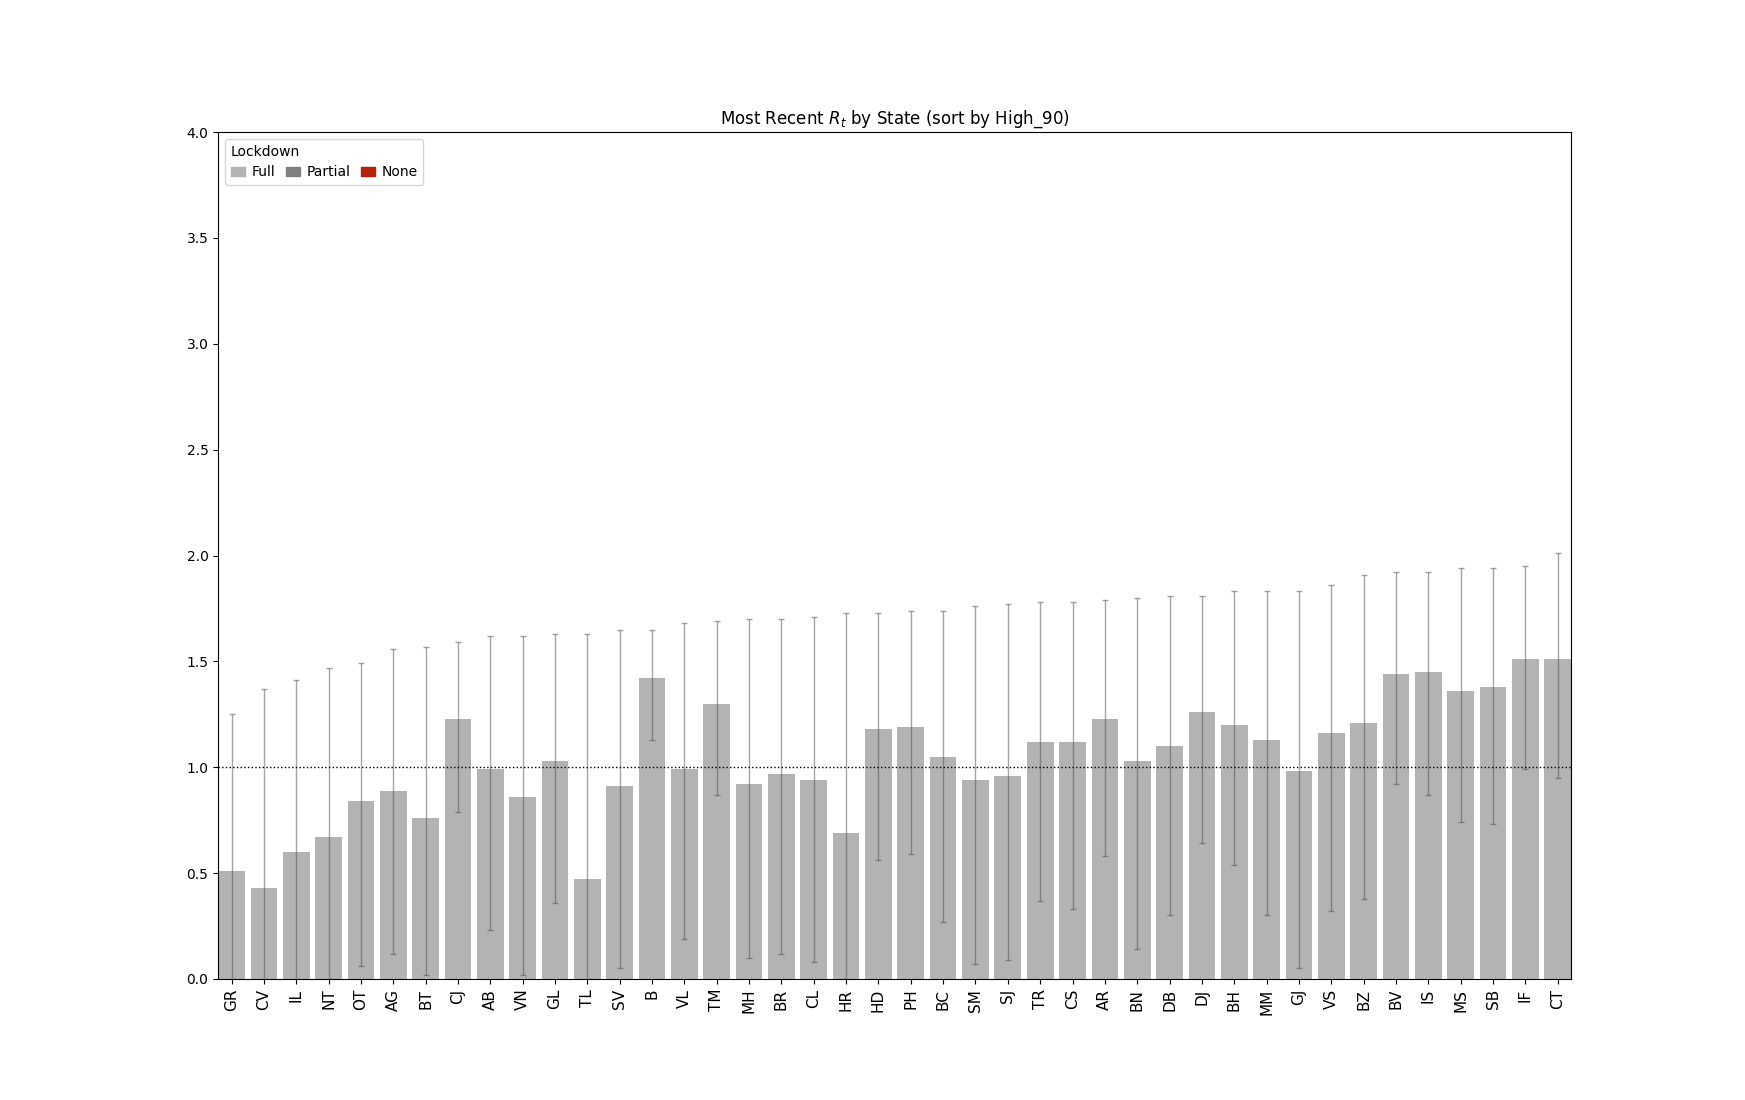 Most Recent R_t by State (sort by High_90)
Lockdown
Full Partial None
4.0
3.5
3.0
2.5
2.0
1.5
1.0
0.5
0.0
GR CV IL NT OT AG BT CJ AB VN GL TL SV B VL TM MH BR CL HR HD PH BC SM SJ TR CS AR BN DB DJ BH MM GJ VS BZ BV IS MS SB IF CT